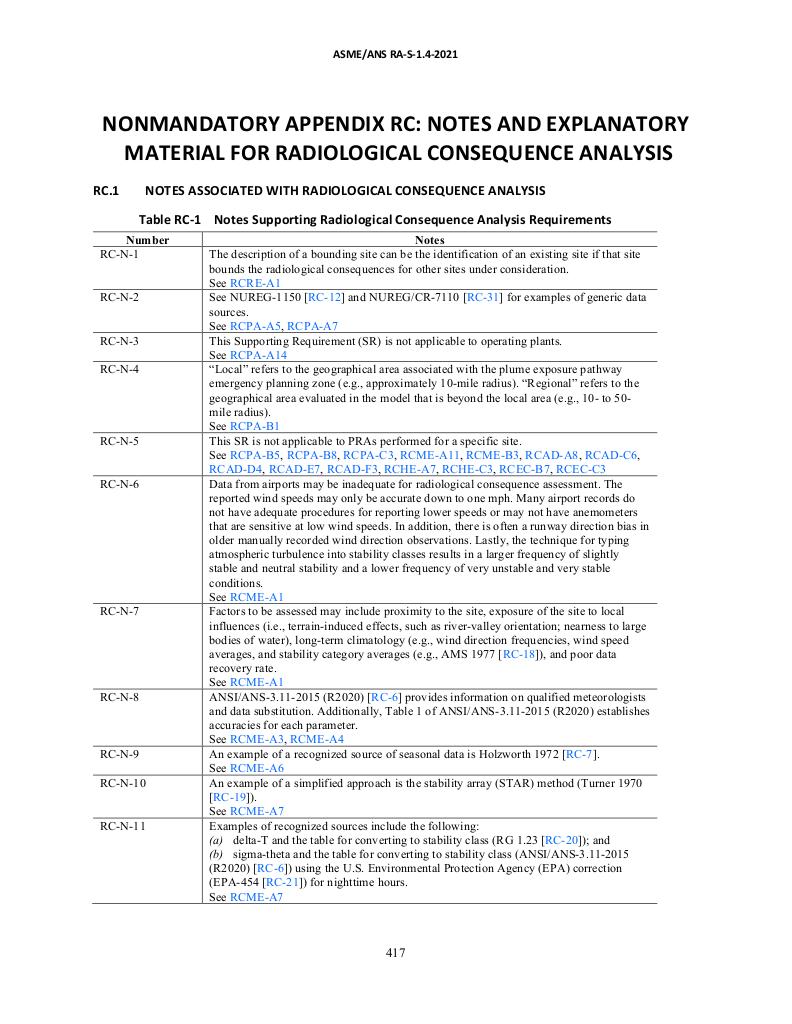 ASME/ANS RA-S-1.4-2021
NONMANDATORY APPENDIX RC: NOTES AND EXPLANATORY
MATERIAL FOR RADIOLOGICAL CONSEQUENCE ANALYSIS
RC.1 NOTES ASSOCIATED WITH RADIOLOGICAL CONSEQUENCE ANALYSIS
Table RC-1 Notes Supporting Radiological Consequence Analysis Requirements
Number Notes
RC-N-1 The description of a bounding site can be the identification of an existing site if that site
bounds the radiological consequences for other sites under consideration.
See RCRE-A1
RC-N-2 See NUREG-1150 [RC-12] and NUREG/CR-7110 [RC-31] for examples of generic data
sources.
See RCPA-A5, RCPA-A7
RC-N-3 This Supporting Requirement (SR) is not applicable to operating plants.
See RCPA-A14
RC-N-4 “Local” refers to the geographical area associated with the plume exposure pathway
emergency planning zone (e.g., approximately 10-mile radius). “Regional” refers to the
geographical area evaluated in the model that is beyond the local area (e.g., 10- to 50-
mile radius).
See RCPA-B1
RC-N-5 This SR is not applicable to PRAs performed for a specific site.
See RCPA-B5, RCPA-B8, RCPA-C3, RCME-A11, RCME-B3, RCAD-A8, RCAD-C6,
RCAD-D4, RCAD-E7, RCAD-F3, RCHE-A7, RCHE-C3, RCEC-B7, RCEC-C3
RC-N-6 Data from airports may be inadequate for radiological consequence assessment. The
reported wind speeds may only be accurate down to one mph. Many airport records do
not have adequate procedures for reporting lower speeds or may not have anemometers
that are sensitive at low wind speeds. In addition, there is often a runway direction bias in
older manually recorded wind direction observations. Lastly, the technique for typing
atmospheric turbulence into stability classes results in a larger frequency of slightly
stable and neutral stability and a lower frequency of very unstable and very stable
conditions.
See RCME-A1
RC-N-7 Factors to be assessed may include proximity to the site, exposure of the site to local
influences (i.e., terrain-induced effects, such as river-valley orientation; nearness to large
bodies of water), long-term climatology (e.g., wind direction frequencies, wind speed
averages, and stability category averages (e.g., AMS 1977 [RC-18]), and poor data
recovery rate.
See RCME-A1
RC-N-8 ANSI/ANS-3.11-2015 (R2020) [RC-6] provides information on qualified meteorologists
and data substitution. Additionally, Table 1 of ANSI/ANS-3.11-2015 (R2020) establishes
accuracies for each parameter.
See RCME-A3, RCME-A4
RC-N-9 An example of a recognized source of seasonal data is Holzworth 1972 [RC-7].
See RCME-A6
RC-N-10 An example of a simplified approach is the stability array (STAR) method (Turner 1970
[RC-19]).
See RCME-A7
RC-N-11 Examples of recognized sources include the following:
(a) delta-T and the table for converting to stability class (RG 1.23 [RC-20]); and
(b) sigma-theta and the table for converting to stability class (ANSI/ANS-3.11-2015
(R2020) [RC-6]) using the U.S. Environmental Protection Agency (EPA) correction
(EPA-454 [RC-21]) for nighttime hours.
See RCME-A7
417